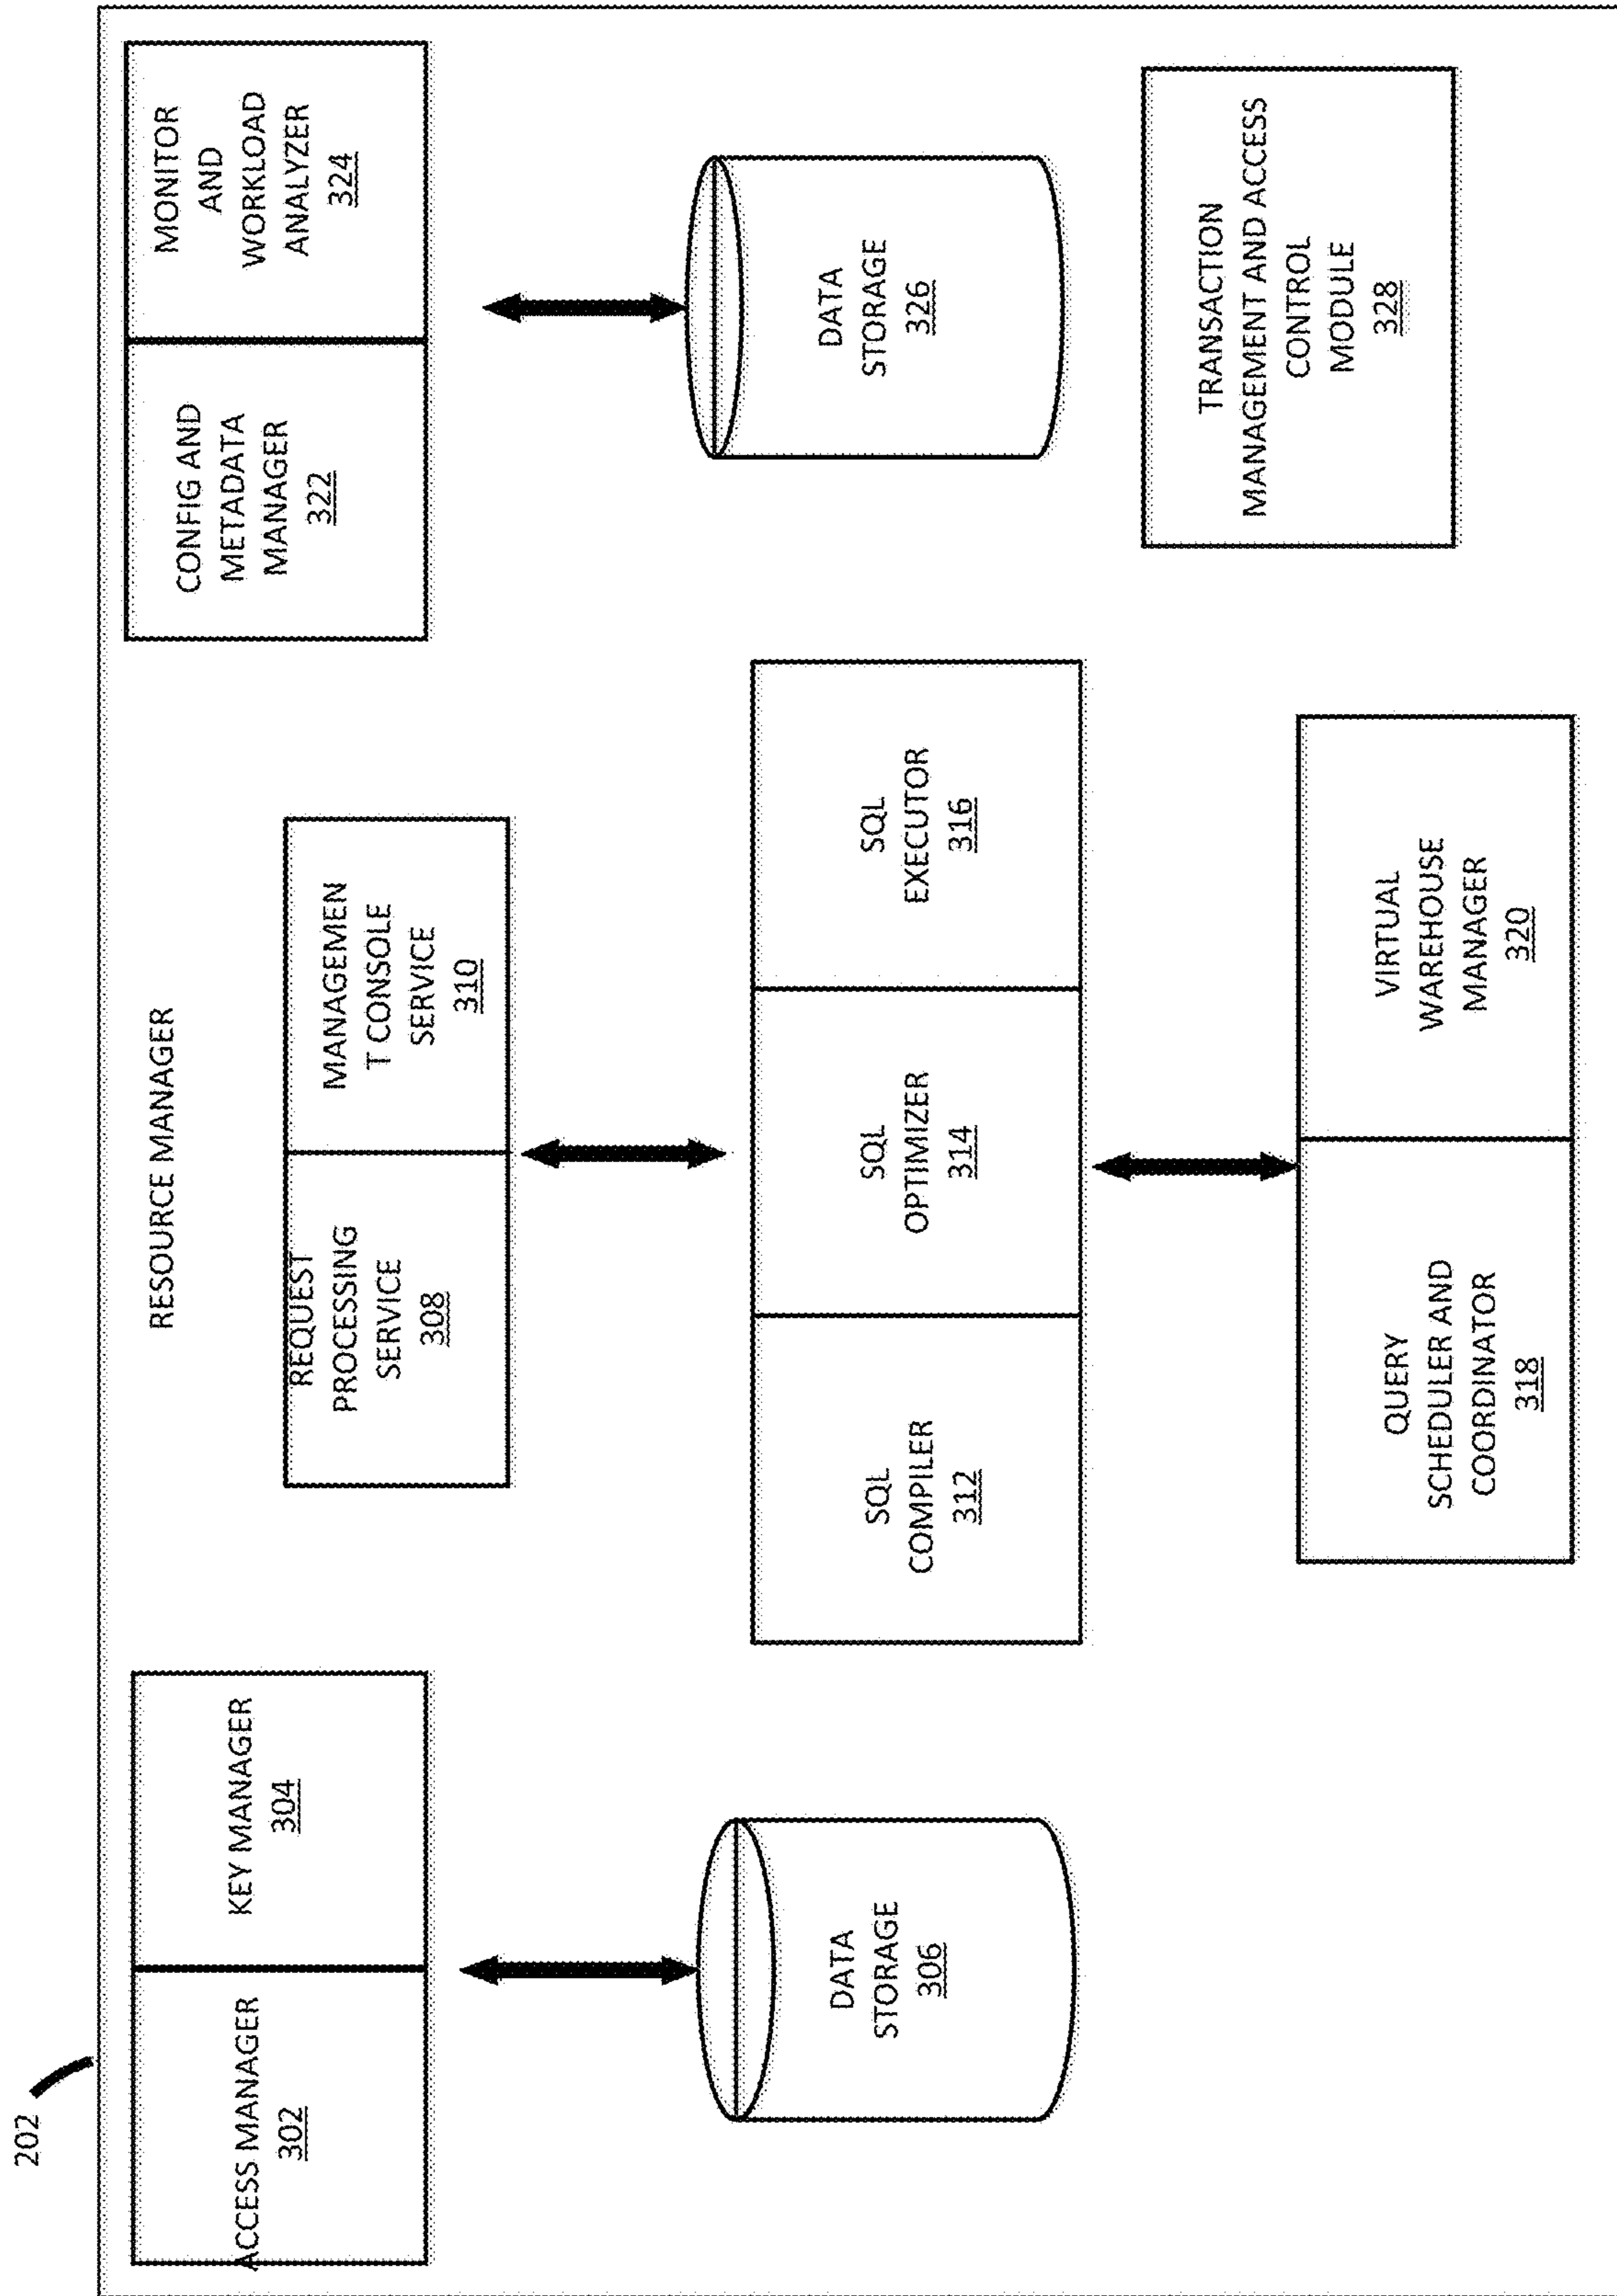 202
RESOURCE MANAGER
ACCESS MANAGER
302
KEY MANAGER
304
REQUEST
PROCESSING
SERVICE
308
MANAGEMEN
T CONSOLE
SERVICE
310
CONFIG AND
METADATA
MANAGER
322
MONITOR
AND
WORKLOAD
ANALYZER
324
DATA
STORAGE
306
SQL
COMPILER
312
SQL
OPTIMIZER
314
SQL
EXECUTOR
316
DATA
STORAGE
326
QUERY
SCHEDULER AND
COORDINATOR
318
VIRTUAL
WAREHOUSE
MANAGER
320
TRANSACTION
MANAGEMENT AND ACCESS
CONTROL
MODULE
328